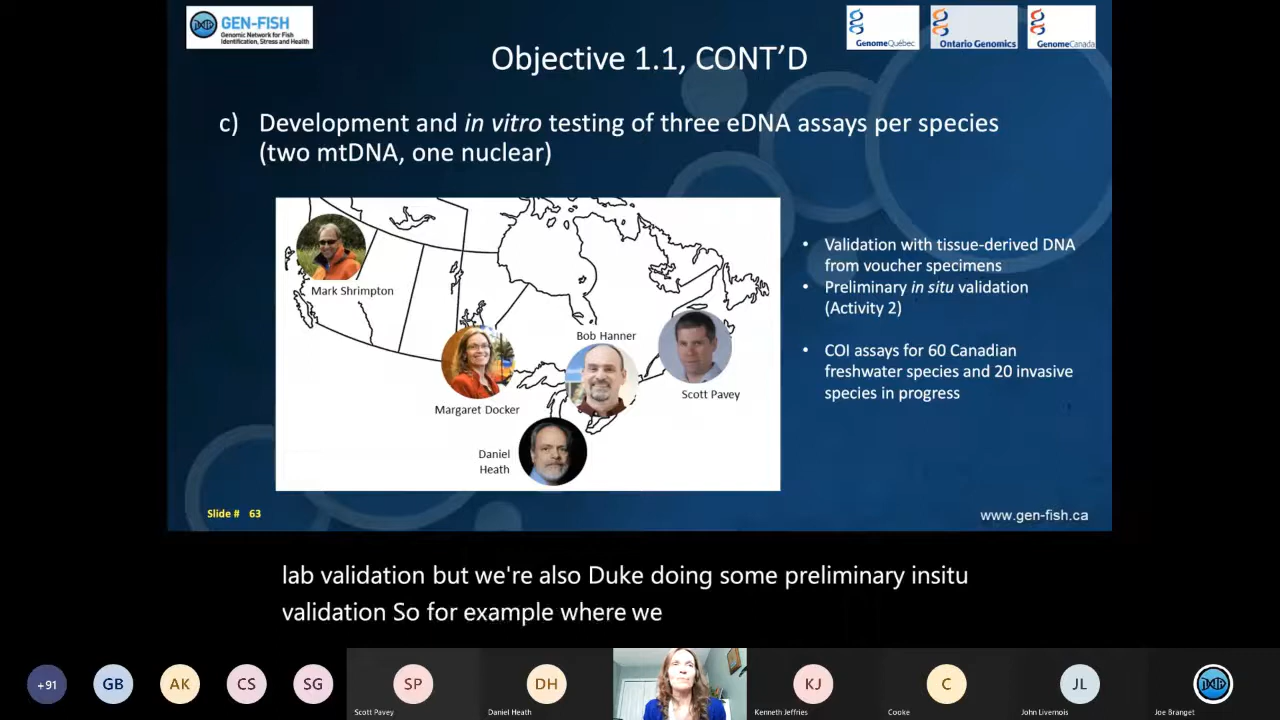 GEN-FISH
Genomic Network for Fish
Identification, Stress and Health
GenomeQuébec
Ontario Genomics
GenomeCanada
Objective 1.1, CONT’D
c) Development and in vitro testing of three eDNA assays per species
(two mtDNA, one nuclear)
Mark Shrimpton
Bob Hanner
Scott Pavey
Margaret Docker
Daniel
Heath
• Validation with tissue-derived DNA
from voucher specimens
• Preliminary in situ validation
(Activity 2)
• COI assays for 60 Canadian
freshwater species and 20 invasive
species in progress
Slide # 63
www.gen-fish.ca
lab validation but we're also Duke doing some preliminary insitu
validation So for example where we
+91
GB
AK
CS
SG
SP
DH
KJ
C
JL
Scott Pavey
Daniel Heath
Kenneth Jeffries
Cooke
John Livernois
Joe Branget